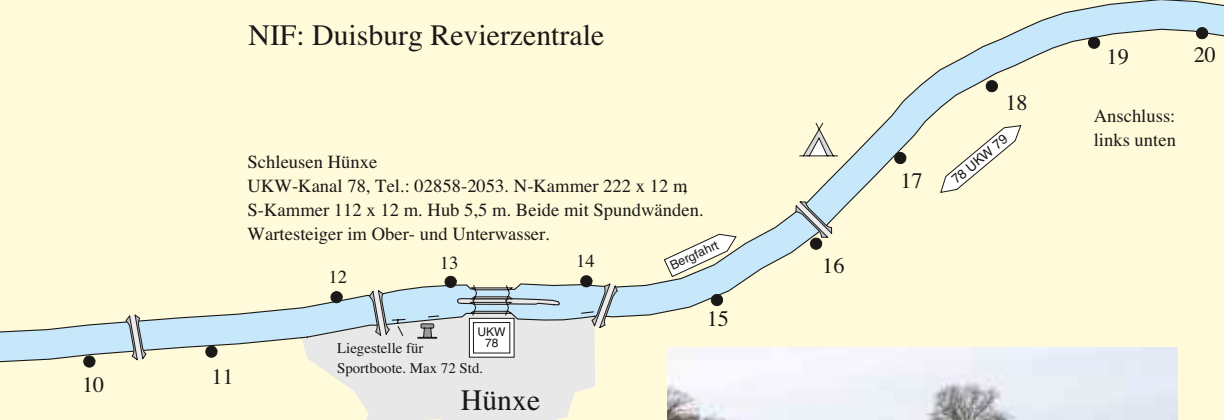 NIF: Duisburg Revierzentrale
19
20
18
Anschluss:
links unten
78 UKW 79
17
Schleusen Hünxe
UKW-Kanal 78, Tel.: 02858-2053. N-Kammer 222 x 12 m,
S-Kammer 112 x 12 m. Hub 5,5 m. Beide mit Spundwänden.
Wartesteiger im Ober- und Unterwasser.
Bergfahrt
16
12
13
14
15
UKW
78
Liegestelle für
Sportboote. Max 72 Std.
10
11
Hünxe